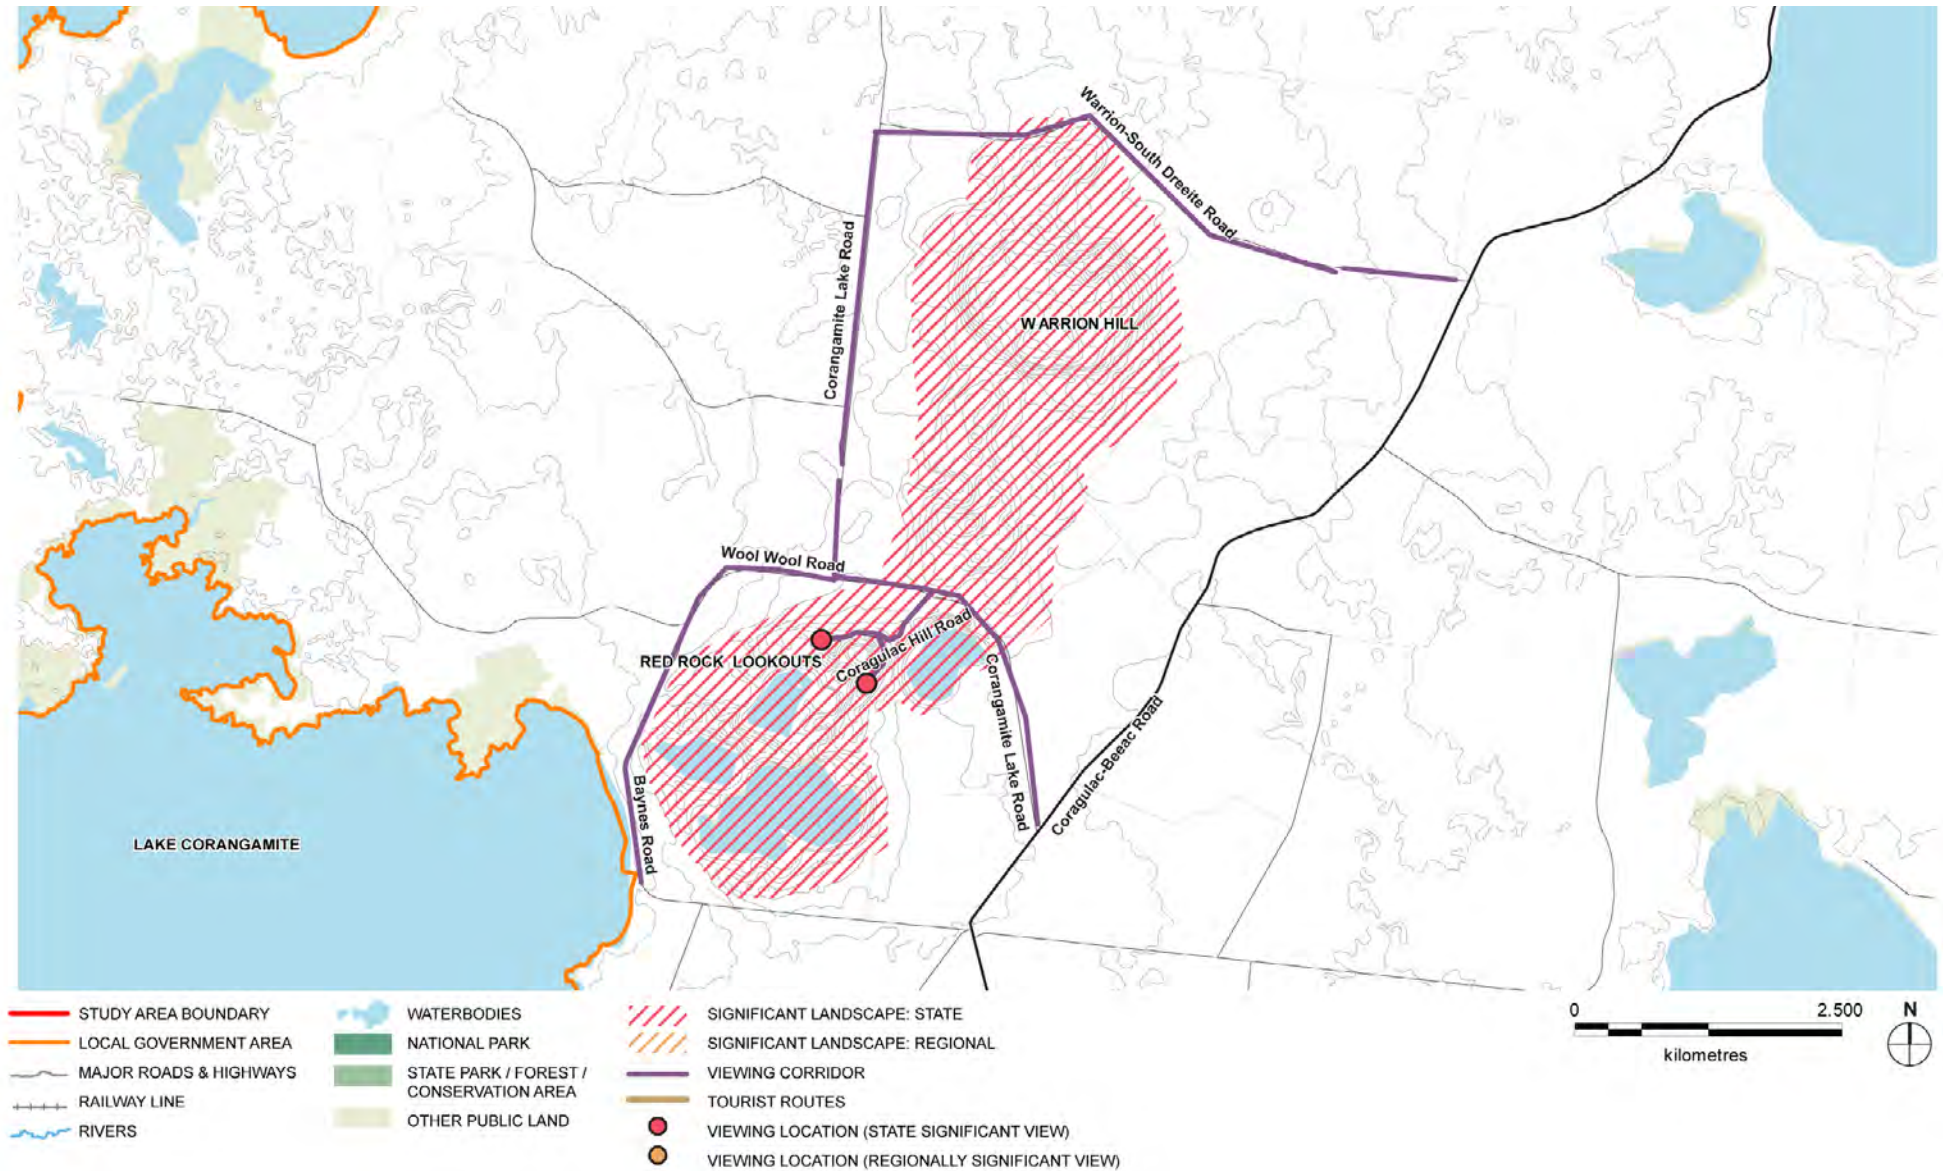 Warrion-South Dreeite Road
Corangamite Lake Road
WARRION HILL
Wool Wool Road
Coragulac Hill Road
RED ROCK LOOKOUTS
Corangamite Lake Road
Coragulac-Beeac Road
Baynes Road
LAKE CORANGAMITE
STUDY AREA BOUNDARY
LOCAL GOVERNMENT AREA
MAJOR ROADS & HIGHWAYS
RAILWAY LINE
RIVERS
WATERBODIES
NATIONAL PARK
STATE PARK / FOREST /
CONSERVATION AREA
OTHER PUBLIC LAND
SIGNIFICANT LANDSCAPE: STATE
SIGNIFICANT LANDSCAPE: REGIONAL
VIEWING CORRIDOR
TOURIST ROUTES
VIEWING LOCATION (STATE SIGNIFICANT VIEW)
VIEWING LOCATION (REGIONALLY SIGNIFICANT VIEW)
0 2.500
kilometres
N